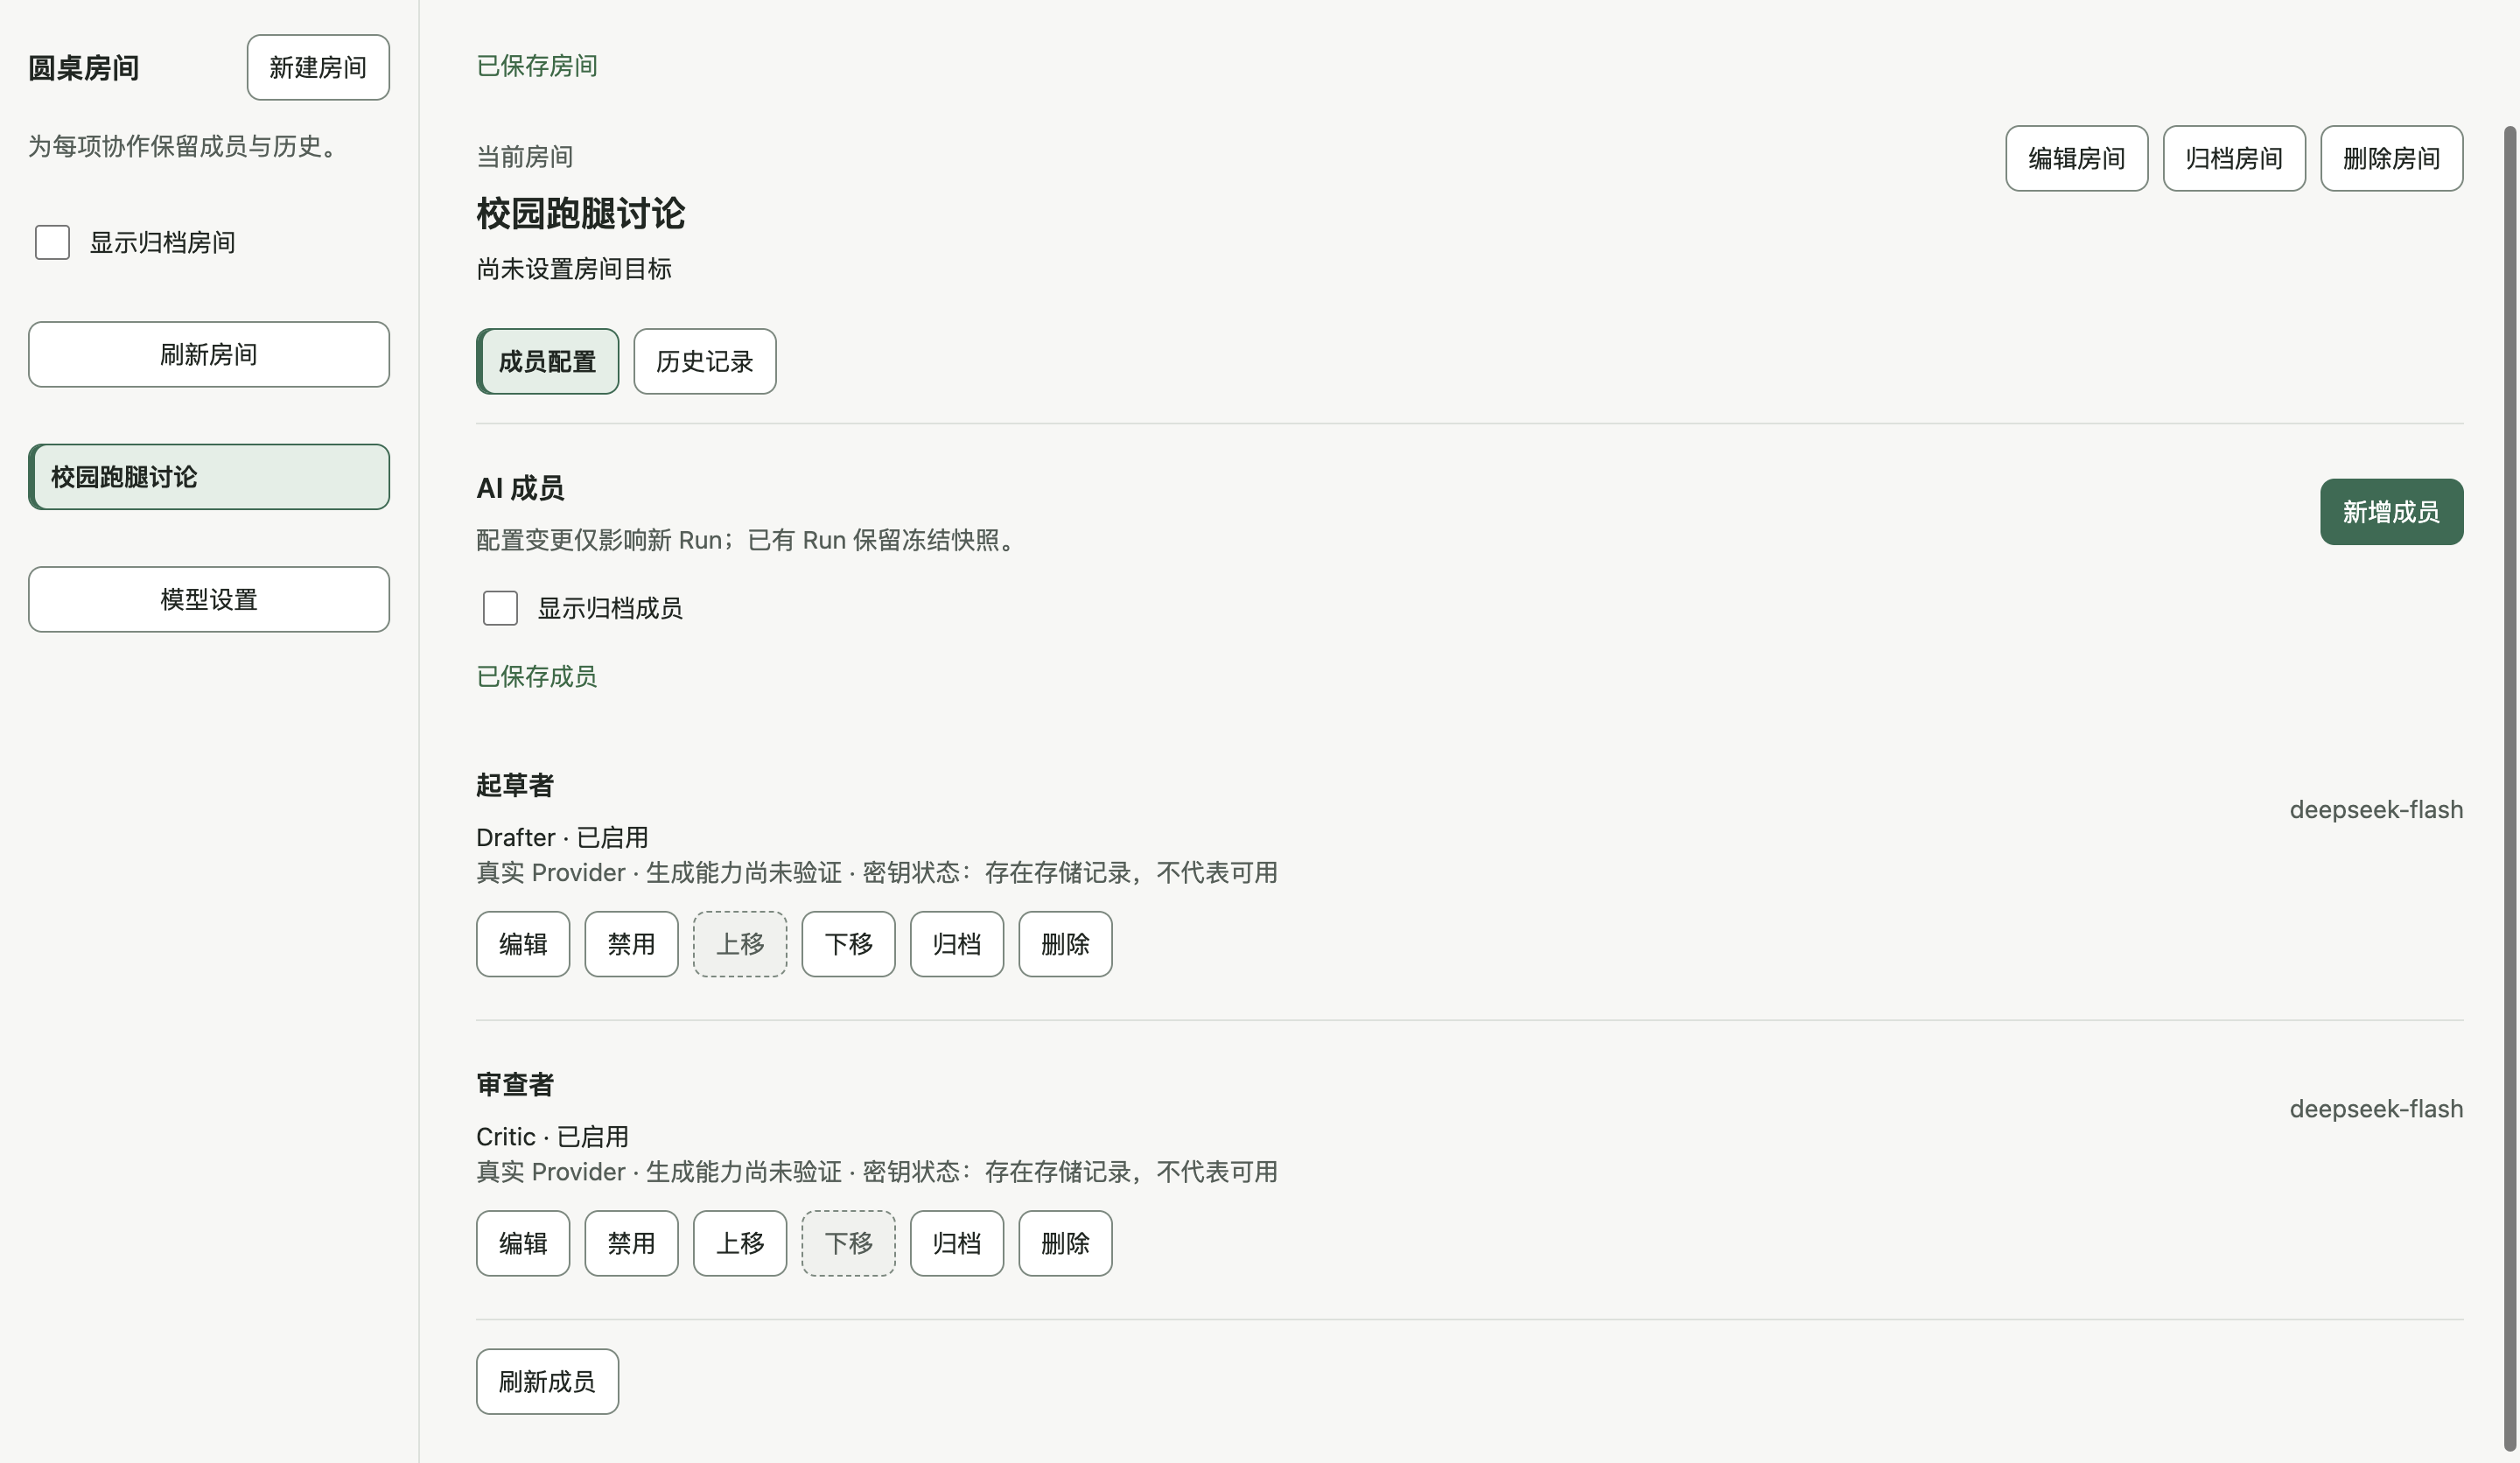 圆桌房间
新建房间
为每项协作保留成员与历史。
显示归档房间
刷新房间
校园跑腿讨论
模型设置
已保存房间
当前房间
编辑房间
归档房间
删除房间
校园跑腿讨论
尚未设置房间目标
成员配置
历史记录
AI 成员
新增成员
配置变更仅影响新 Run；已有 Run 保留冻结快照。
显示归档成员
已保存成员
起草者
deepseek-flash
Drafter · 已启用
真实 Provider · 生成能力尚未验证 · 密钥状态：存在存储记录，不代表可用
编辑
禁用
上移
下移
归档
删除
审查者
deepseek-flash
Critic · 已启用
真实 Provider · 生成能力尚未验证 · 密钥状态：存在存储记录，不代表可用
编辑
禁用
上移
下移
归档
删除
刷新成员